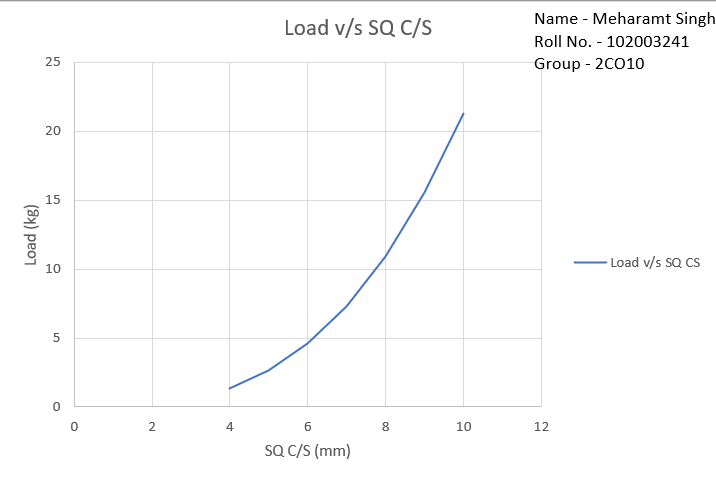 Load v/s SQ C/S
Name - Meharamt Singh
Roll No. - 102003241
Group - 2CO10
25
20
15
10
5
0
Load (kg)
0 2 4 6 8 10 12
SQ C/S (mm)
Load v/s SQ CS